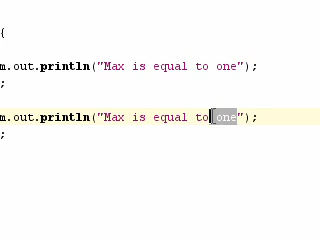 {
m.out.println("Max is equal to one");
;
m.out.println("Max is equal to one");
;